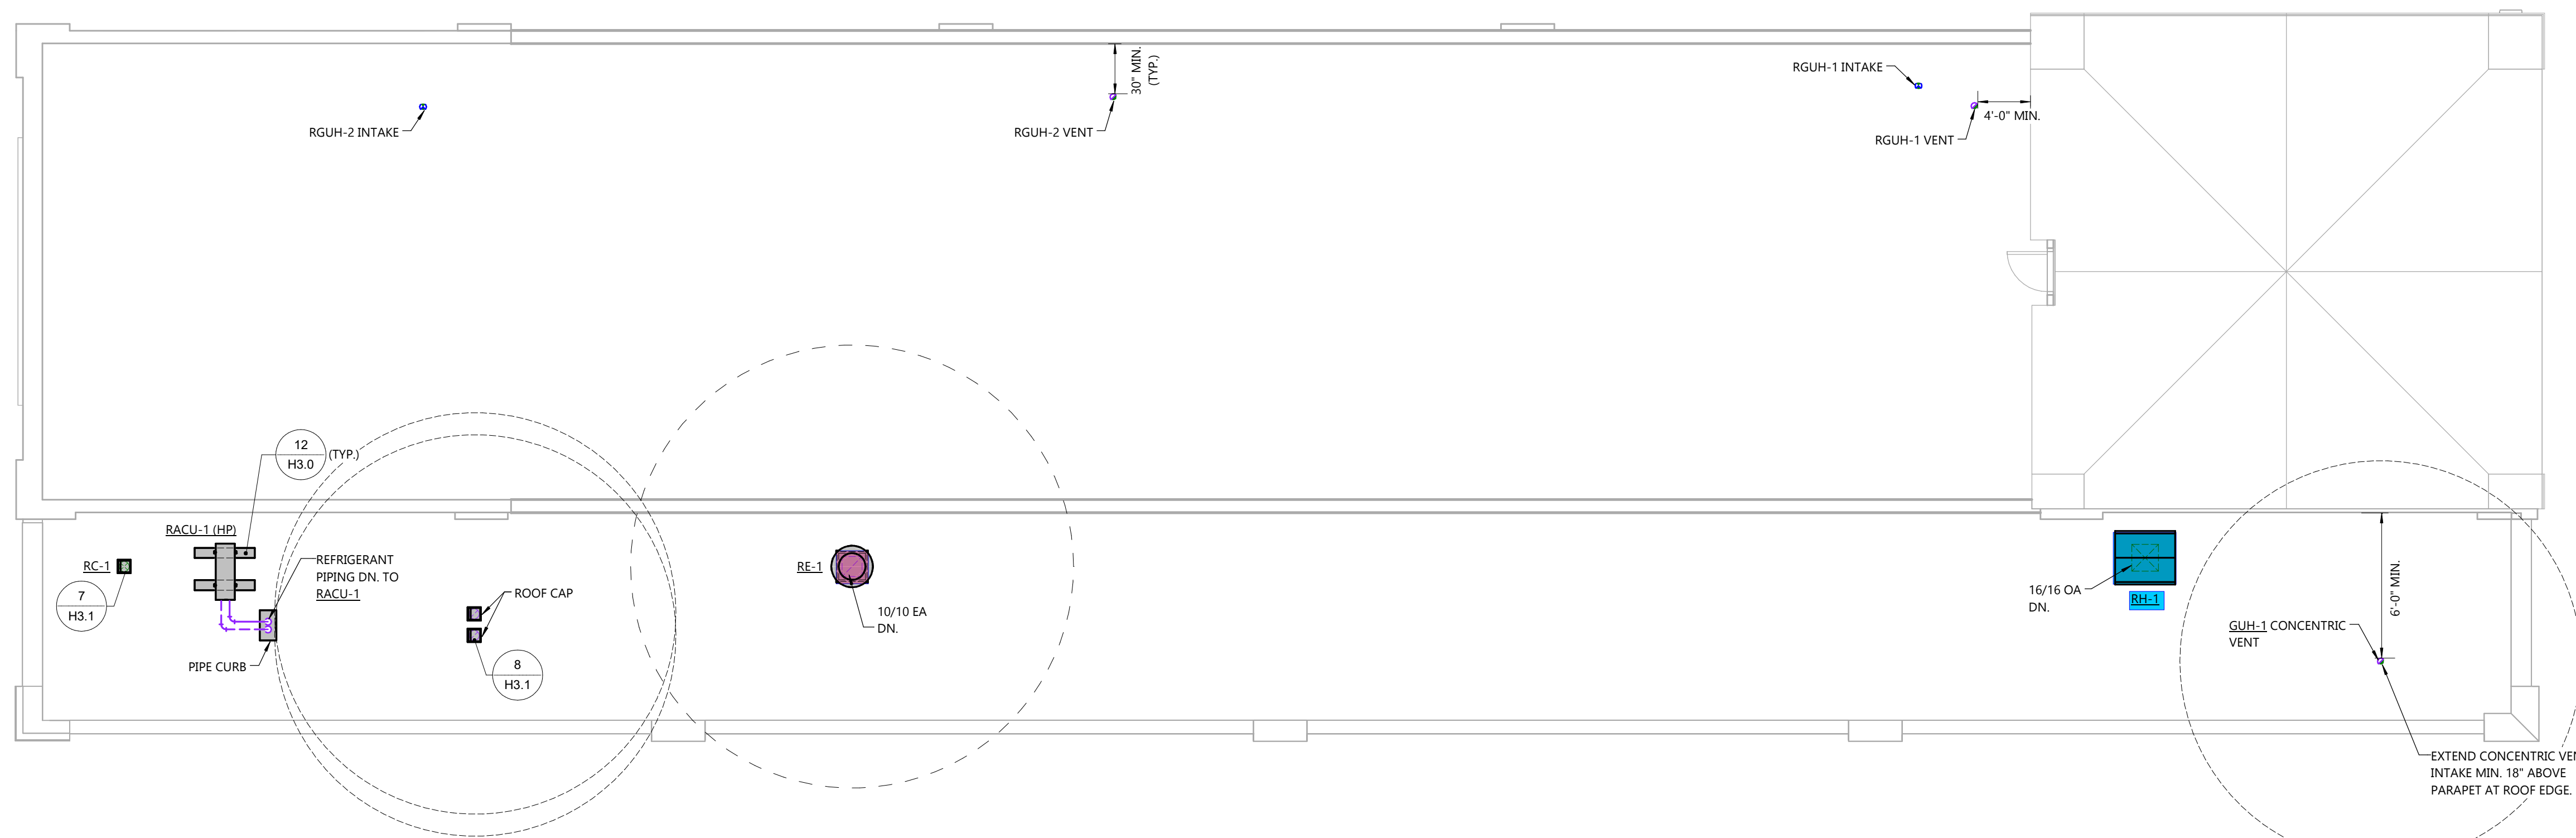 30" MIN.
(TYP.)
RGUH-1 INTAKE
RGUH-2 INTAKE
RGUH-2 VENT
4'-0" MIN.
RGUH-1 VENT
12
H3.0
(TYP.)
RACU-1 (HP)
RC-1
7
H3.1
REFRIGERANT
PIPING DN. TO
RACU-1
PIPE CURB
ROOF CAP
8
H3.1
RE-1
10/10 EA
DN.
16/16 OA
DN.
RH-1
6'-0" MIN.
GUH-1 CONCENTRIC
VENT
EXTEND CONCENTRIC
INTAKE MIN. 18" ABOVE
PARAPET AT ROOF EDGE.